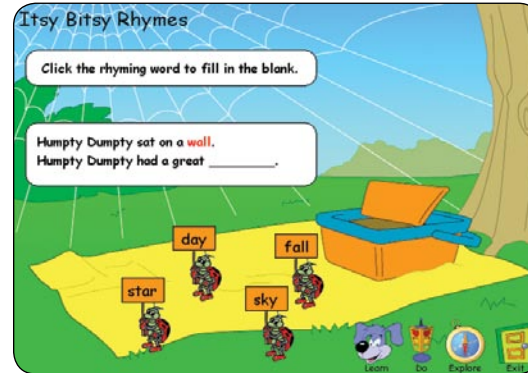 Itsy Bitsy Rhymes
Click the rhyming word to fill in the blank.
Humpty Dumpty sat on a wall.
Humpty Dumpty had a great __________.
day
fall
star
sky
Learn
Do
Explore
Exit